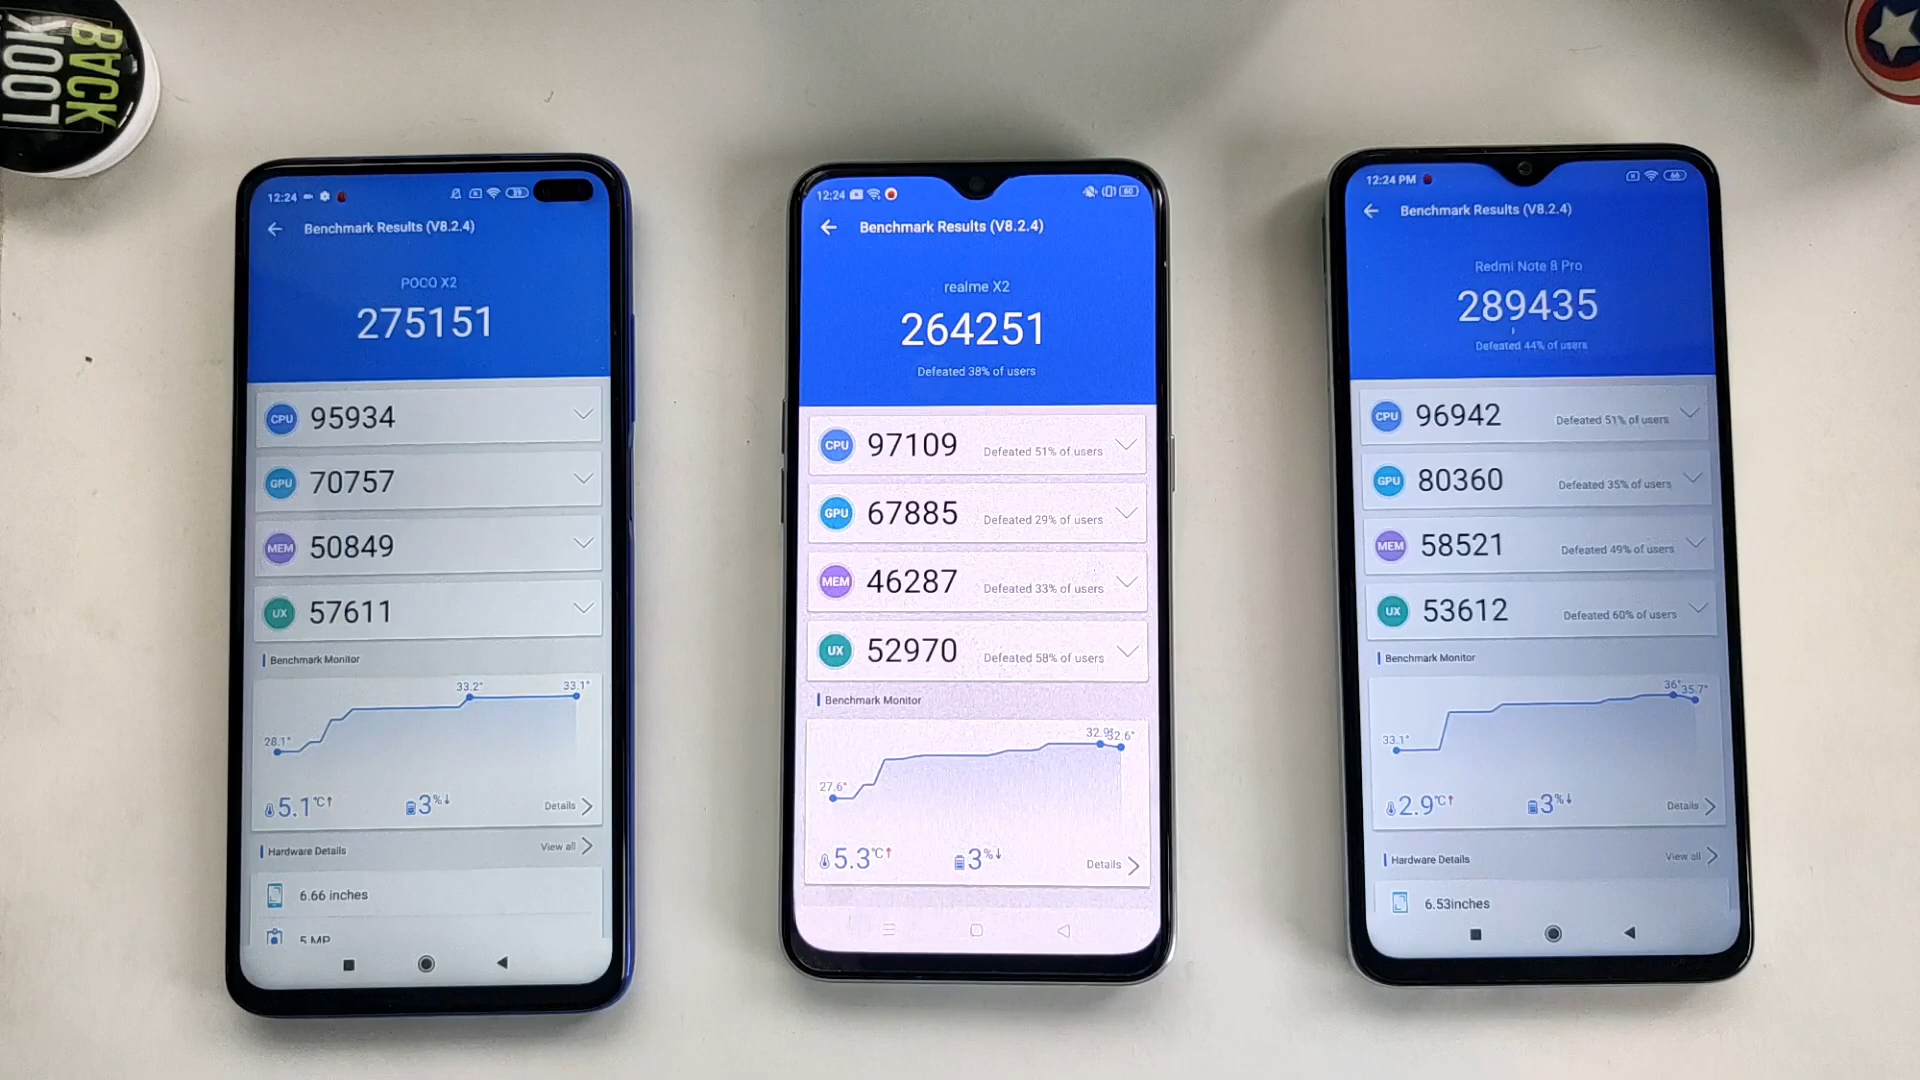 LOOK
BACK
12:24
39
Benchmark Results (V8.2.4)
POCO X2
275151
CPU 95934
GPU 70757
MEM 50849
UX 57611
Benchmark Monitor
28.1°
33.2°
33.1°
5.1℃↑
3%↓
Details
Hardware Details
View all
6.66 inches
5 MP
12:24
60
Benchmark Results (V8.2.4)
realme X2
264251
Defeated 38% of users
CPU 97109 Defeated 51% of users
GPU 67885 Defeated 29% of users
MEM 46287 Defeated 33% of users
UX 52970 Defeated 58% of users
Benchmark Monitor
27.6°
32.9°
32.6°
5.3℃↑
3%↓
Details
12:24 PM
66
Benchmark Results (V8.2.4)
Redmi Note 8 Pro
289435
Defeated 44% of users
CPU 96942 Defeated 51% of users
GPU 80360 Defeated 35% of users
MEM 58521 Defeated 49% of users
UX 53612 Defeated 60% of users
Benchmark Monitor
33.1°
36°
35.7°
2.9℃↑
3%↓
Details
Hardware Details
View all
6.53inches